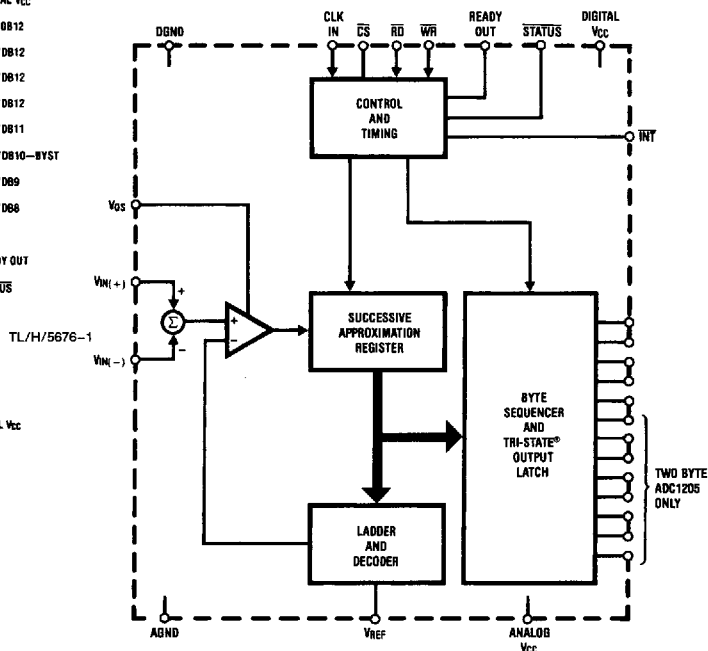 AL VCC
DB12
DB12
DB12
DB12
DB11
DB10—BYST
DB9
DB8
DY OUT
US
TL/H/5676–1
L VCC
DGND
CLK
IN
CS
RD
WR
READY
OUT
STATUS
DIGITAL
VCC
CONTROL
AND
TIMING
INT
VOS
VIN(+)
+
Σ
−
VIN(−)
+
−
SUCCESSIVE
APPROXIMATION
REGISTER
BYTE
SEQUENCER
AND
TRI-STATE®
OUTPUT
LATCH
TWO BYTE
ADC1205
ONLY
LADDER
AND
DECODER
AGND
VREF
ANALOG
VCC